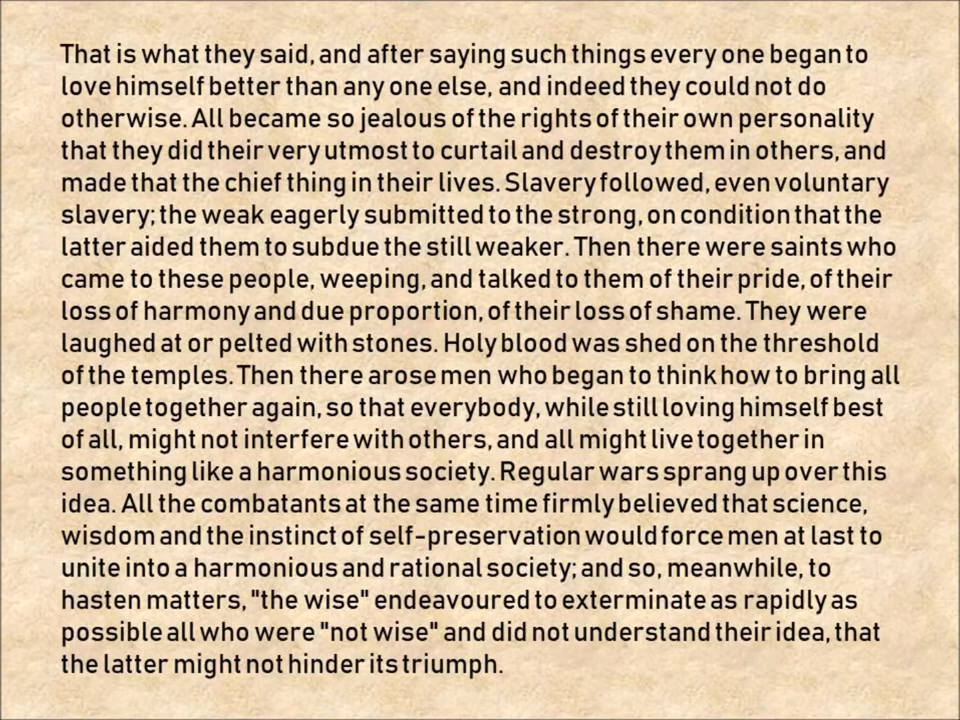 That is what they said, and after saying such things every one began to
love himself better than any one else, and indeed they could not do
otherwise. All became so jealous of the rights of their own personality
that they did their very utmost to curtail and destroy them in others, and
made that the chief thing in their lives. Slavery followed, even voluntary
slavery; the weak eagerly submitted to the strong, on condition that the
latter aided them to subdue the still weaker. Then there were saints who
came to these people, weeping, and talked to them of their pride, of their
loss of harmony and due proportion, of their loss of shame. They were
laughed at or pelted with stones. Holy blood was shed on the threshold
of the temples. Then there arose men who began to think how to bring all
people together again, so that everybody, while still loving himself best
of all, might not interfere with others, and all might live together in
something like a harmonious society. Regular wars sprang up over this
idea. All the combatants at the same time firmly believed that science,
wisdom and the instinct of self-preservation would force men at last to
unite into a harmonious and rational society; and so, meanwhile, to
hasten matters, "the wise" endeavoured to exterminate as rapidly as
possible all who were "not wise" and did not understand their idea, that
the latter might not hinder its triumph.